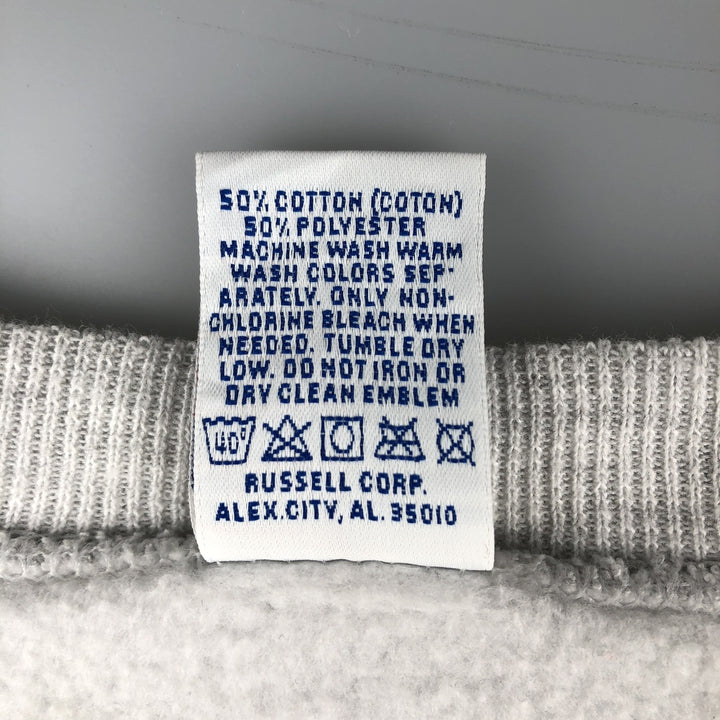 50% COTTON (COTON)
50% POLYESTER
MACHINE WASH WARM
WASH COLORS SEP-
ARATELY. ONLY NON-
CHLORINE BLEACH WHEN
NEEDED. TUMBLE DRY
LOW. DO NOT IRON OR
DRY CLEAN EMBLEM
40°
RUSSELL CORP.
ALEX.CITY, AL. 35010